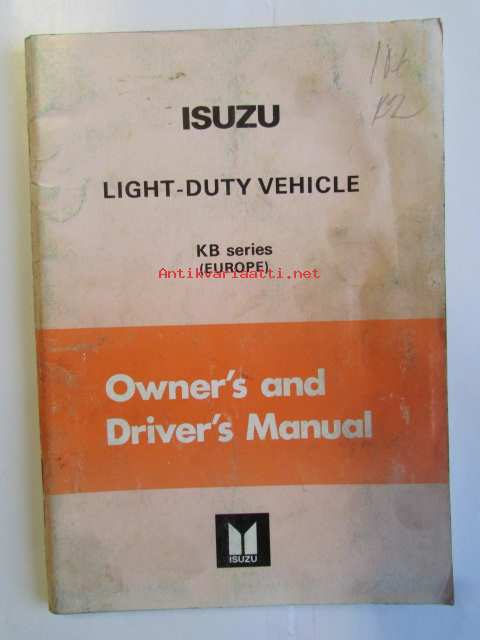 ISUZU
LIGHT-DUTY VEHICLE
KB series
(EUROPE)
Antikvariaatti.net
Owner's and
Driver's Manual
ISUZU